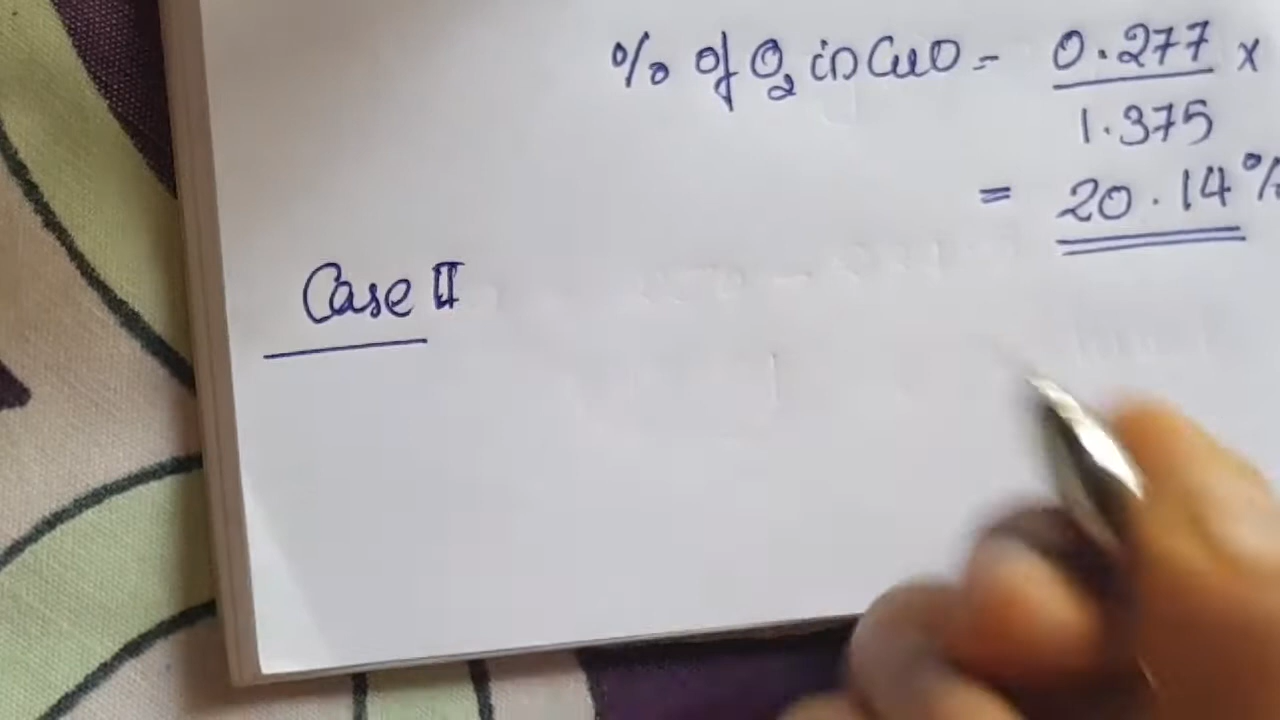 % of O₂ in CuO = 0.277 ×
1.375
= 20.14%
Case II